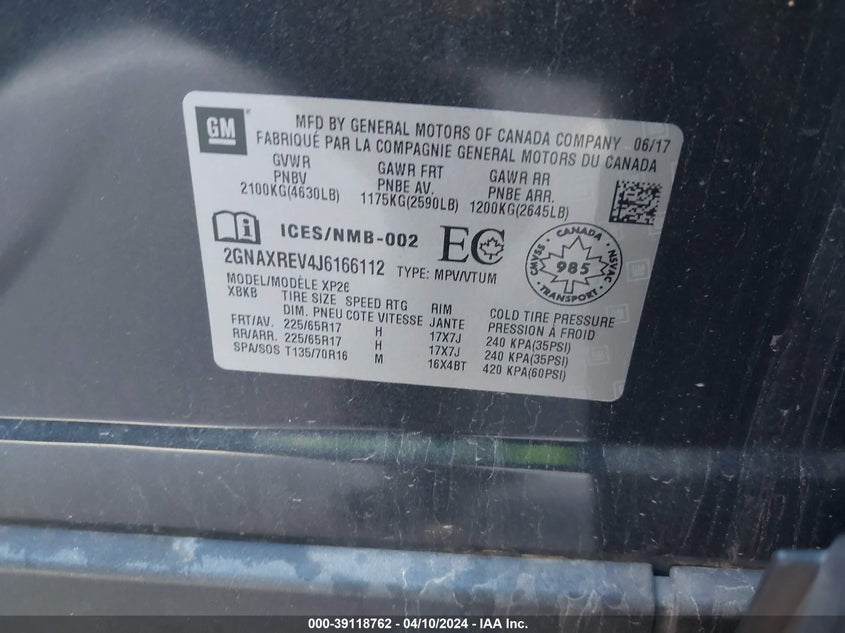 GM
MFD BY GENERAL MOTORS OF CANADA COMPANY 06/17
FABRIQUÉ PAR LA COMPAGNIE GENERAL MOTORS DU CANADA
GVWR GAWR FRT GAWR RR
PNBV PNBE AV. PNBE ARR.
2100KG(4630LB) 1175KG(2590LB) 1200KG(2645LB)
ICES/NMB-002 EC
CANADA
CMVSS 985 NSVAC
TRANSPORT
2GNAXREV4J6166112 TYPE: MPV/VTUM
MODEL/MODÈLE XP26
XBKB TIRE SIZE SPEED RTG RIM COLD TIRE PRESSURE
DIM. PNEU COTE VITESSE JANTE PRESSION À FROID
FRT/AV. 225/65R17 H 17X7J 240 KPA(35PSI)
RR/ARR. 225/65R17 H 17X7J 240 KPA(35PSI)
SPA/SOS T135/70R16 M 16X4BT 420 KPA(60PSI)
000-39118762 - 04/10/2024 - IAA Inc.